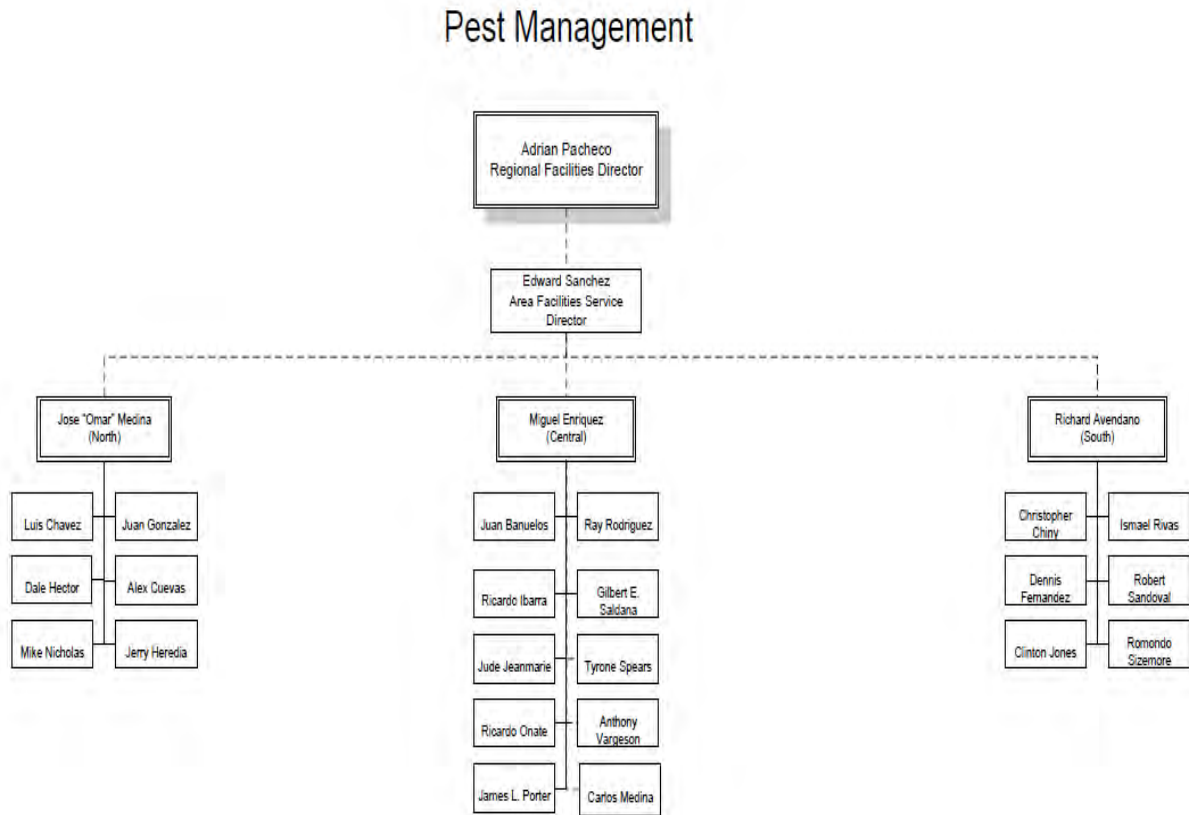 Pest Management
Adrian Pacheco
Regional Facilities Director
Edward Sanchez
Area Facilities Service
Director
Jose "Omar" Medina
(North)
Miguel Enriquez
(Central)
Richard Avendano
(South)
Luis Chavez
Juan Gonzalez
Dale Hector
Alex Cuevas
Mike Nicholas
Jerry Heredia
Juan Banuelos
Ray Rodriguez
Ricardo Ibarra
Gilbert E.
Saldana
Jude Jeanmarie
Tyrone Spears
Ricardo Onate
Anthony
Vargeson
James L. Porter
Carlos Medina
Christopher
Chiny
Ismael Rivas
Dennis
Fernandez
Robert
Sandoval
Clinton Jones
Romondo
Sizemore